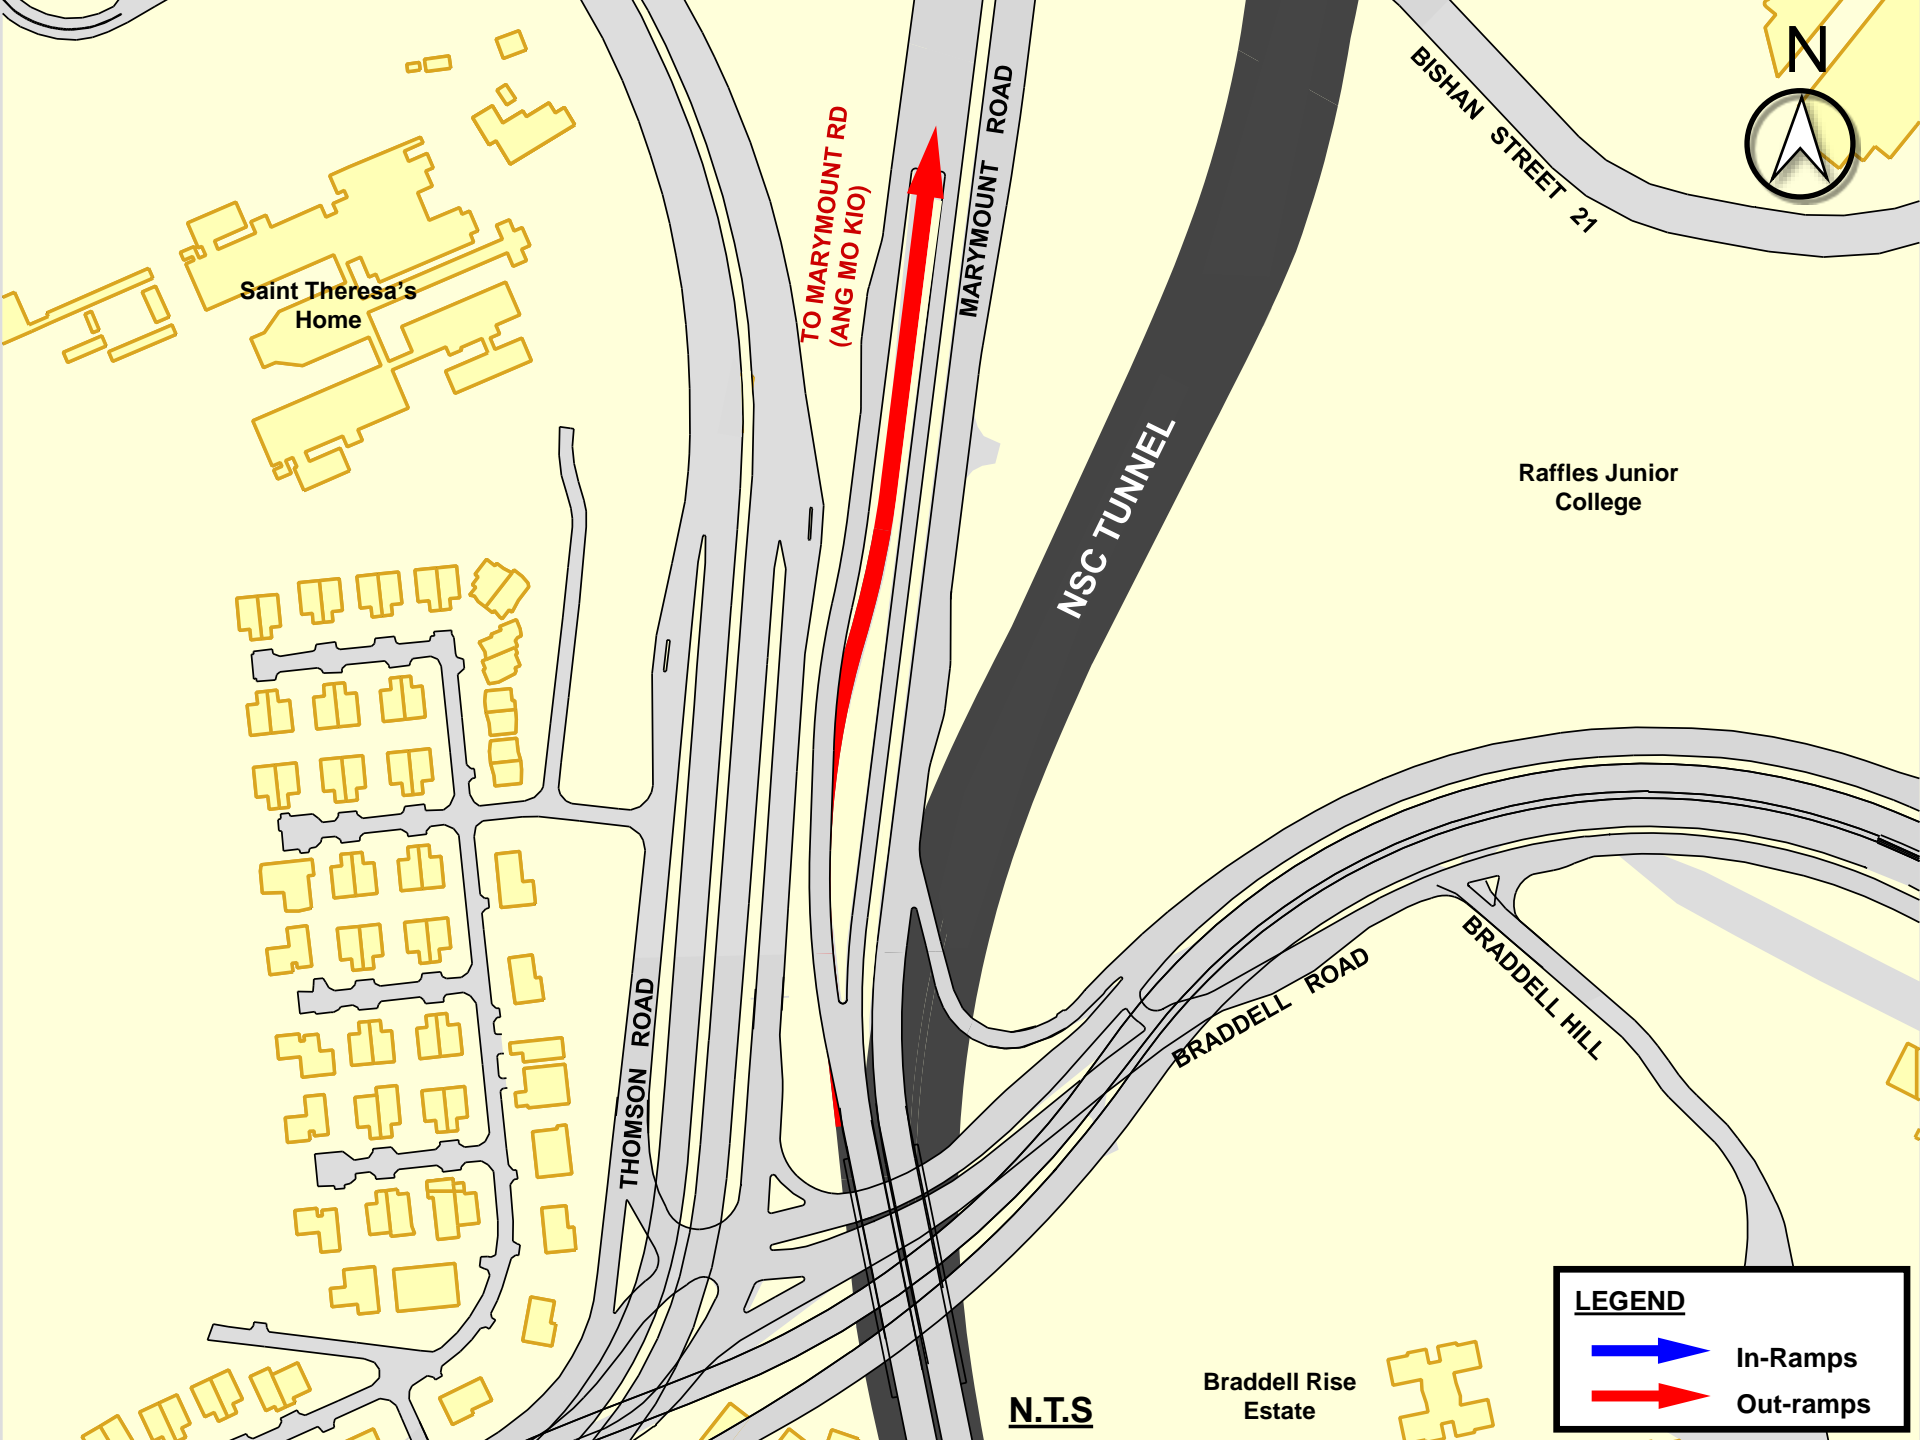 N
BISHAN STREET 21
MARYMOUNT ROAD
TO MARYMOUNT RD
(ANG MO KIO)
Saint Theresa's
Home
NSC TUNNEL
Raffles Junior
College
THOMSON ROAD
BRADDELL ROAD
BRADDELL HILL
Braddell Rise
Estate
N.T.S
LEGEND
In-Ramps
Out-ramps